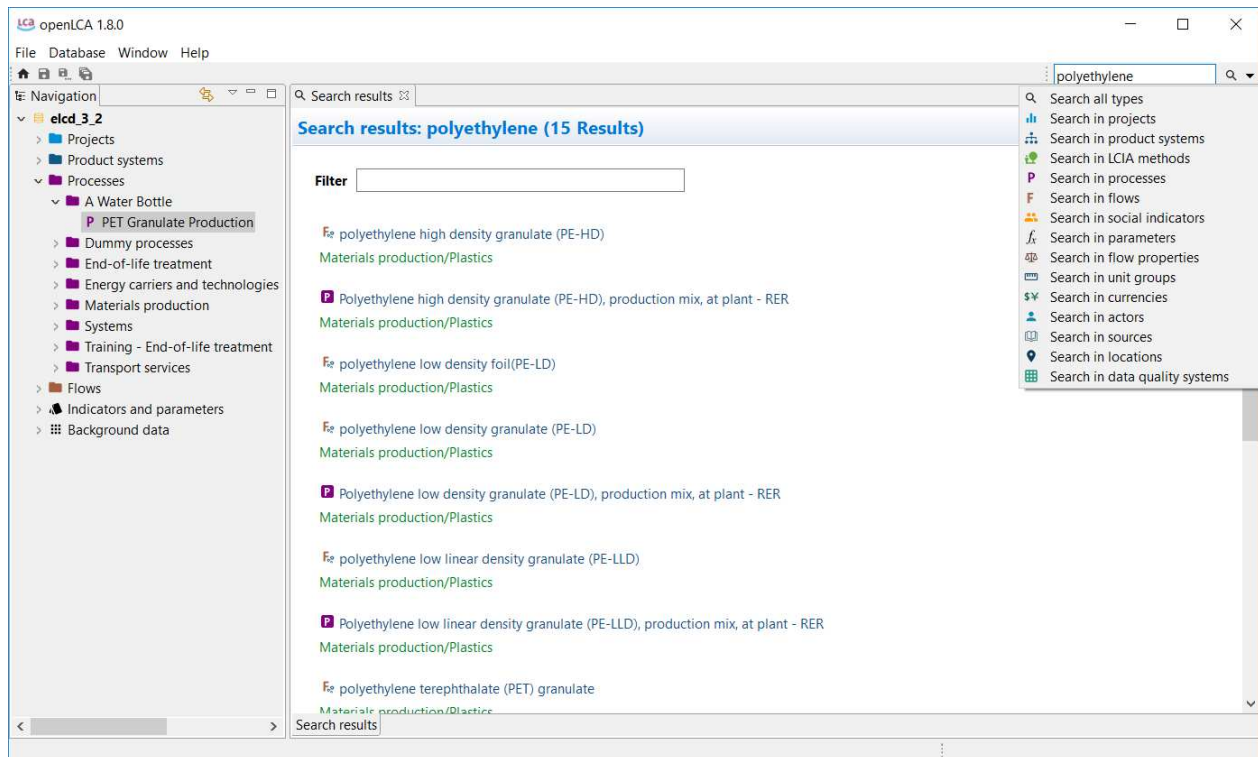 LCA openLCA 1.8.0
File Database Window Help
polyethylene
Navigation
elcd_3_2
Projects
Product systems
Processes
A Water Bottle
P PET Granulate Production
Dummy processes
End-of-life treatment
Energy carriers and technologies
Materials production
Systems
Training - End-of-life treatment
Transport services
Flows
Indicators and parameters
Background data
Search results
Search results: polyethylene (15 Results)
Filter
polyethylene high density granulate (PE-HD)
Materials production/Plastics
P Polyethylene high density granulate (PE-HD), production mix, at plant - RER
Materials production/Plastics
polyethylene low density foil(PE-LD)
Materials production/Plastics
polyethylene low density granulate (PE-LD)
Materials production/Plastics
P Polyethylene low density granulate (PE-LD), production mix, at plant - RER
Materials production/Plastics
polyethylene low linear density granulate (PE-LLD)
Materials production/Plastics
P Polyethylene low linear density granulate (PE-LLD), production mix, at plant - RER
Materials production/Plastics
polyethylene terephthalate (PET) granulate
Materials production/Plastics
Search results
Search all types
Search in projects
Search in product systems
Search in LCIA methods
P Search in processes
F Search in flows
Search in social indicators
fx Search in parameters
Search in flow properties
Search in unit groups
$¥ Search in currencies
Search in actors
Search in sources
Search in locations
Search in data quality systems